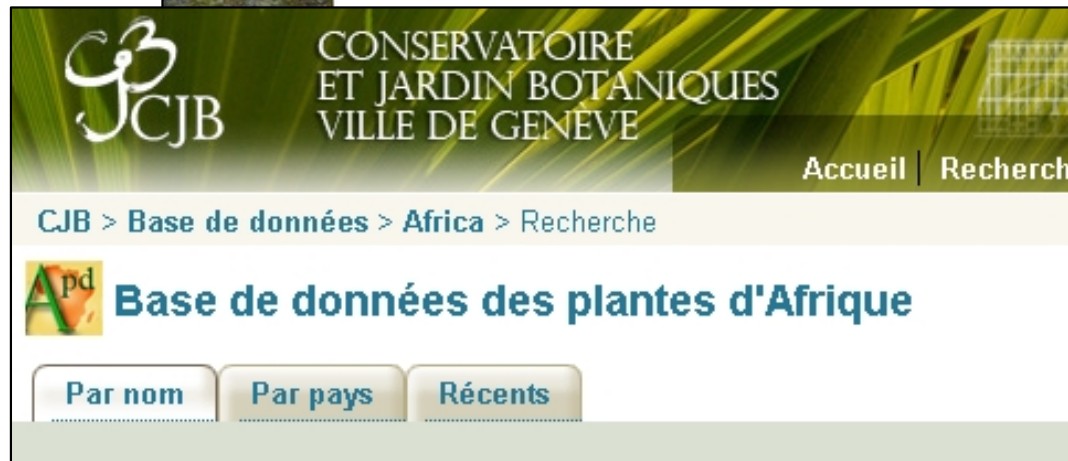 CJB
CONSERVATOIRE
ET JARDIN BOTANIQUES
VILLE DE GENÈVE
Accueil | Recherch
CJB > Base de données > Africa > Recherche
Apd
Base de données des plantes d'Afrique
Par nom
Par pays
Récents